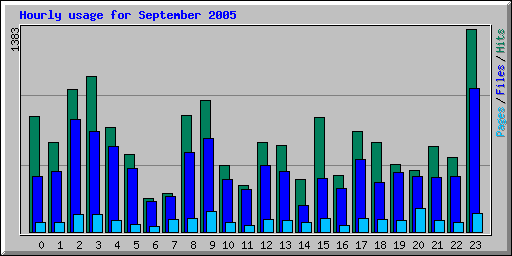 Hourly usage for September 2005
1383
Pages / Files / Hits
0 1 2 3 4 5 6 7 8 9 10 11 12 13 14 15 16 17 18 19 20 21 22 23